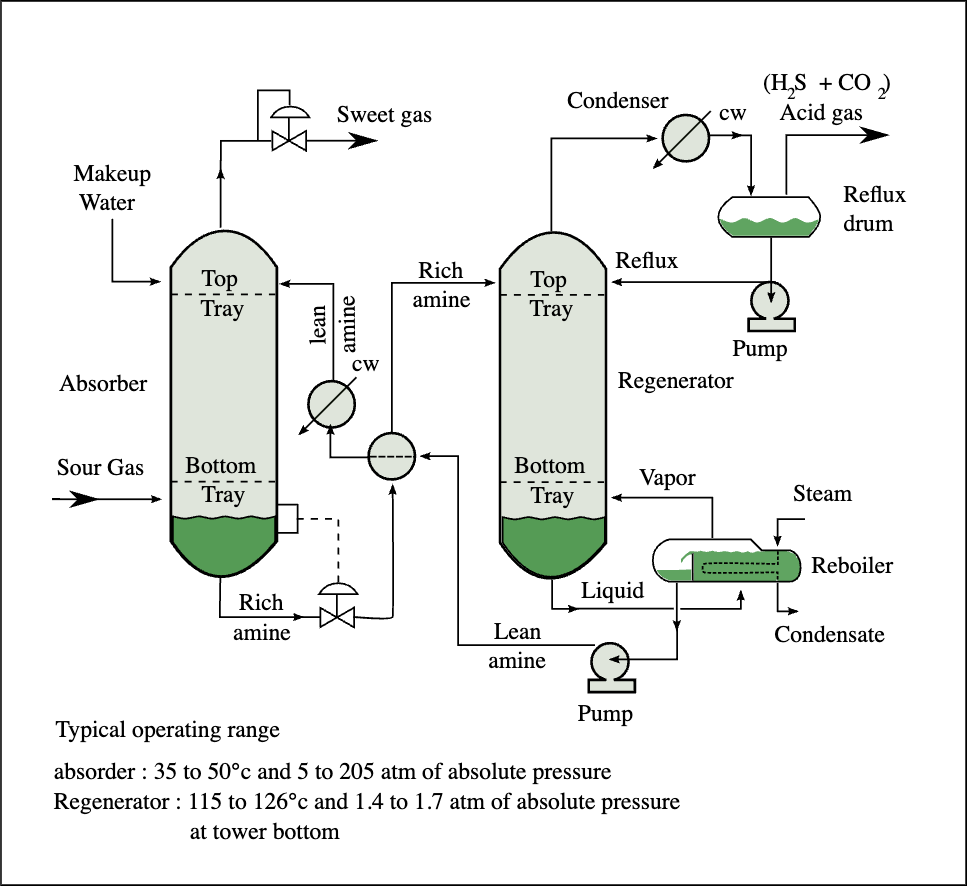 (H2S + CO2)
Acid gas
Condenser
cw
Sweet gas
Makeup
Water
Reflux
drum
Top
Tray
lean
amine
cw
Rich
amine
Top
Tray
Reflux
Pump
Absorber
Regenerator
Sour Gas
Bottom
Tray
Bottom
Tray
Vapor
Steam
Reboiler
Liquid
Condensate
Rich
amine
Lean
amine
Pump
Typical operating range
absorder : 35 to 50°c and 5 to 205 atm of absolute pressure
Regenerator : 115 to 126°c and 1.4 to 1.7 atm of absolute pressure
at tower bottom